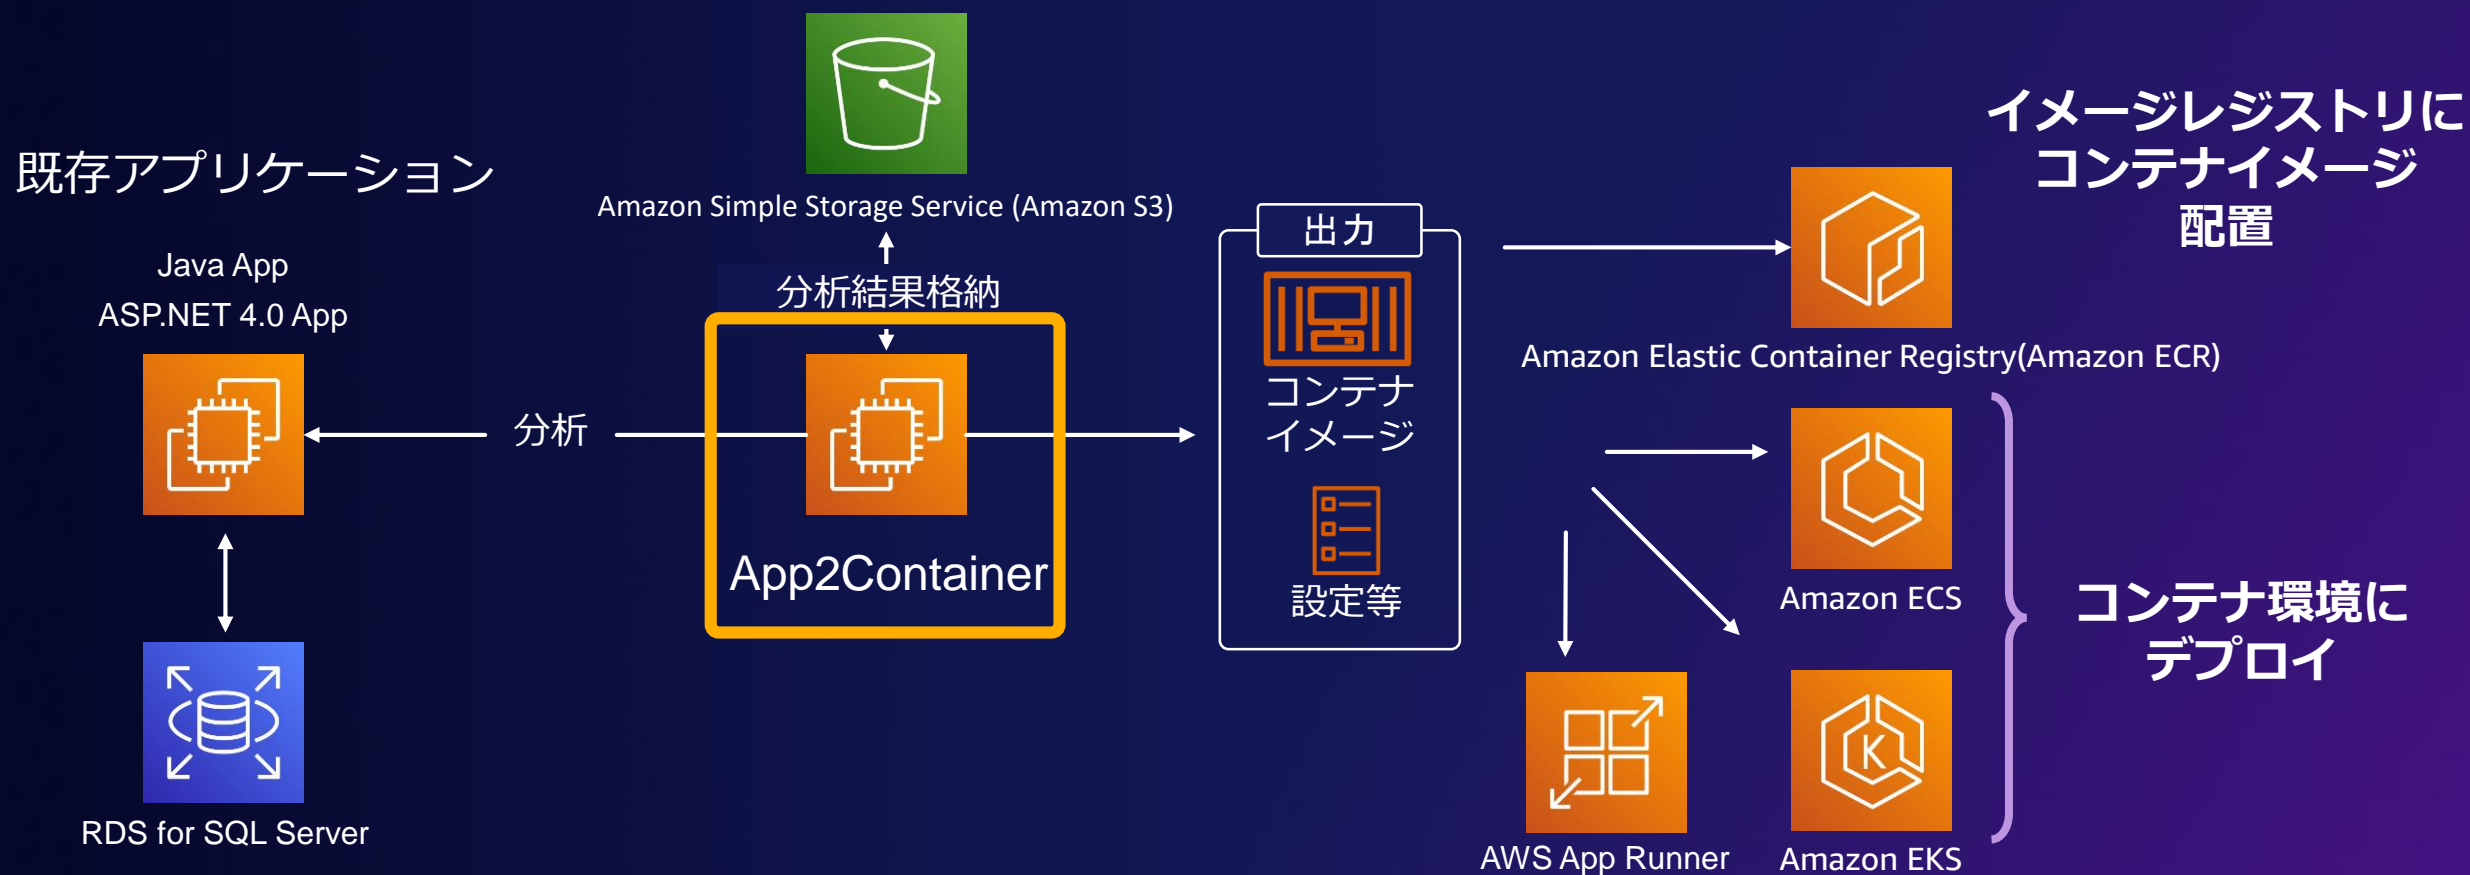 既存アプリケーション
Java App
ASP.NET 4.0 App
RDS for SQL Server
分析
Amazon Simple Storage Service (Amazon S3)
分析結果格納
App2Container
出力
コンテナ
イメージ
設定等
イメージレジストリに
コンテナイメージ
配置
Amazon Elastic Container Registry(Amazon ECR)
Amazon ECS
K
AWS App Runner
Amazon EKS
コンテナ環境に
デプロイ